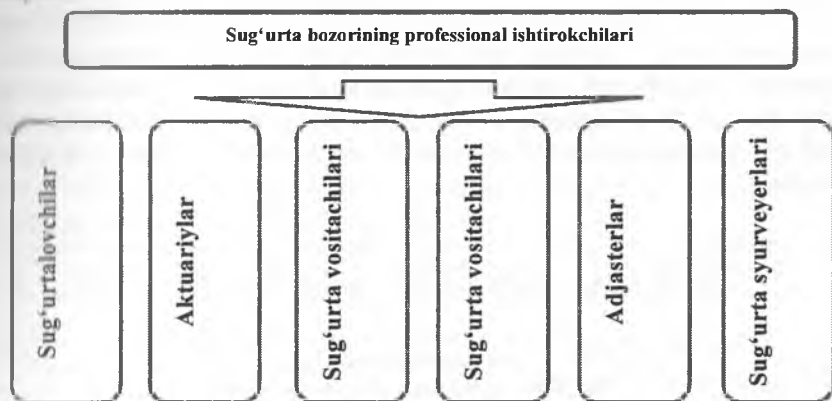 Sug‘urta bozorining professional ishtirokchilari
Sug‘urtalovchilar
Aktuariylar
Sug‘urta vositachilari
Sug‘urta vositachilari
Adjasterlar
Sug‘urta syurveyerlari